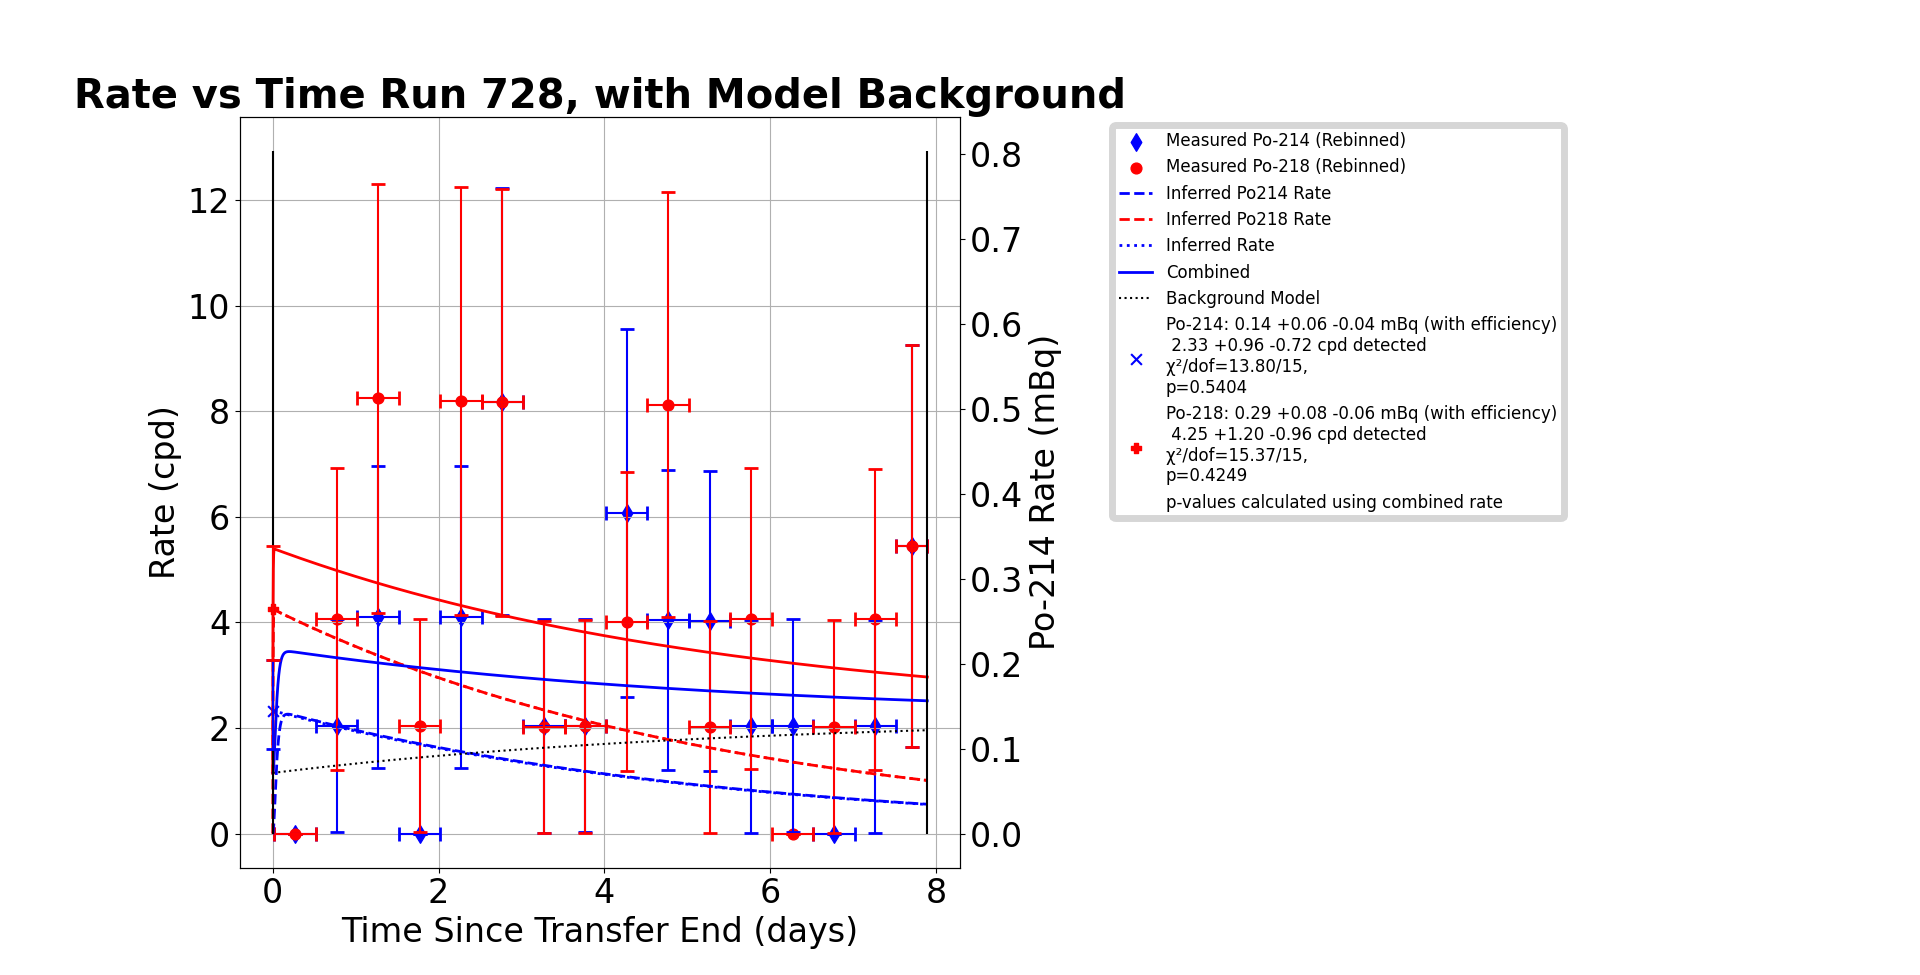 Rate vs Time Run 728, with Model Background
Rate (cpd)
12
10
8
6
4
2
0
0 2 4 6 8
Time Since Transfer End (days)
0.8
0.7
0.6
0.5
0.4
0.3
0.2
0.1
0.0
Po-214 Rate (mBq)
Measured Po-214 (Rebinned)
Measured Po-218 (Rebinned)
Inferred Po214 Rate
Inferred Po218 Rate
Inferred Rate
Combined
Background Model
Po-214: 0.14 +0.06 -0.04 mBq (with efficiency)
2.33 +0.96 -0.72 cpd detected
χ²/dof=13.80/15,
p=0.5404
Po-218: 0.29 +0.08 -0.06 mBq (with efficiency)
4.25 +1.20 -0.96 cpd detected
χ²/dof=15.37/15,
p=0.4249
p-values calculated using combined rate